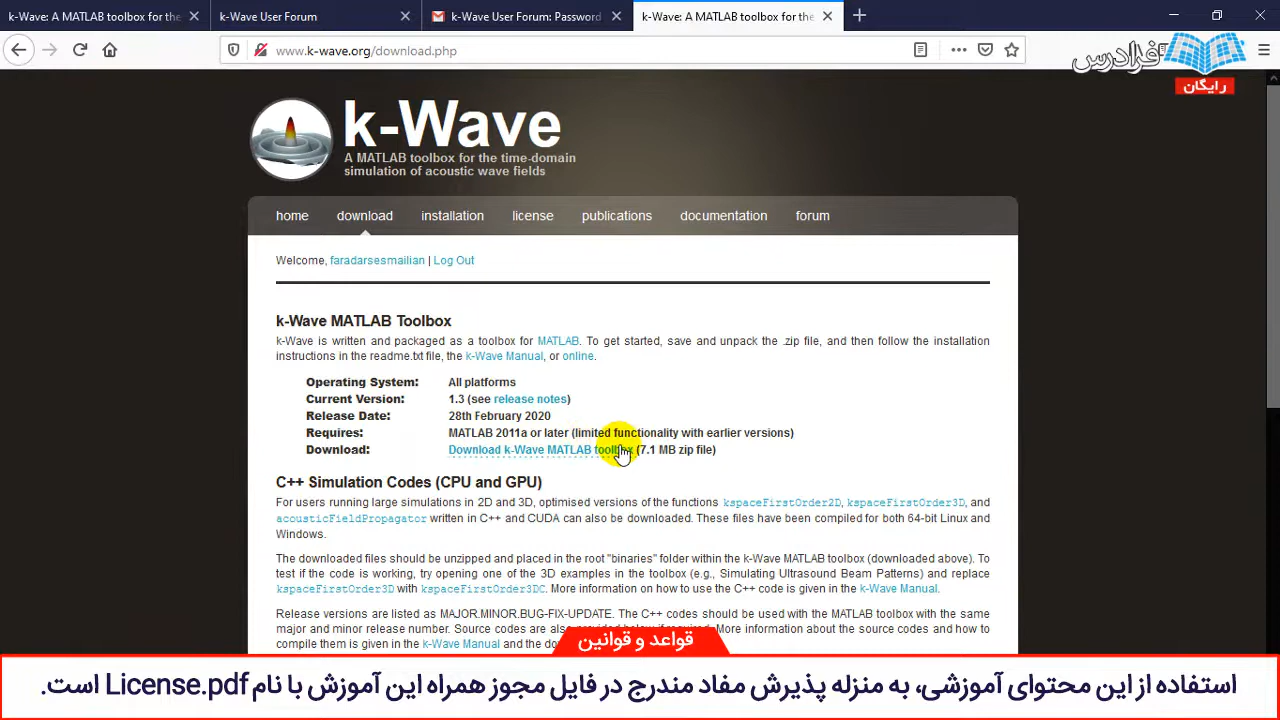 k-Wave: A MATLAB toolbox for the
k-Wave User Forum
k-Wave User Forum: Password
k-Wave: A MATLAB toolbox for the
www.k-wave.org/download.php
فرادرس
رایگان
k-Wave
A MATLAB toolbox for the time-domain
simulation of acoustic wave fields
home download installation license publications documentation forum
Welcome, faradarsesmailian | Log Out
k-Wave MATLAB Toolbox
k-Wave is written and packaged as a toolbox for MATLAB. To get started, save and unpack the .zip file, and then follow the installation
instructions in the readme.txt file, the k-Wave Manual, or online.
Operating System: All platforms
Current Version: 1.3 (see release notes)
Release Date: 28th February 2020
Requires: MATLAB 2011a or later (limited functionality with earlier versions)
Download: Download k-Wave MATLAB toolbox (7.1 MB zip file)
C++ Simulation Codes (CPU and GPU)
For users running large simulations in 2D and 3D, optimised versions of the functions kspaceFirstOrder2D, kspaceFirstOrder3D, and
acousticFieldPropagator written in C++ and CUDA can also be downloaded. These files have been compiled for both 64-bit Linux and
Windows.
The downloaded files should be unzipped and placed in the root "binaries" folder within the k-Wave MATLAB toolbox (downloaded above). To
test if the code is working, try opening one of the 3D examples in the toolbox (e.g., Simulating Ultrasound Beam Patterns) and replace
kspaceFirstOrder3D with kspaceFirstOrder3DC. More information on how to use the C++ code is given in the k-Wave Manual.
Release versions are listed as MAJOR.MINOR.BUG-FIX-UPDATE. The C++ codes should be used with the MATLAB toolbox with the same
major and minor release number. Source codes are also provided below if required. More information about the source codes and how to
compile them is given in the k-Wave Manual and the
قواعد و قوانین
استفاده از این محتوای آموزشی، به منزله پذیرش مفاد مندرج در فایل مجوز همراه این آموزش با نام License.pdf است.